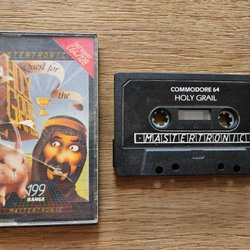 MASTERTRONIC
Quest for
the
199
RANGE
MASTERTRONIC
COMMODORE 64
HOLY GRAIL
MASTERTRONIC